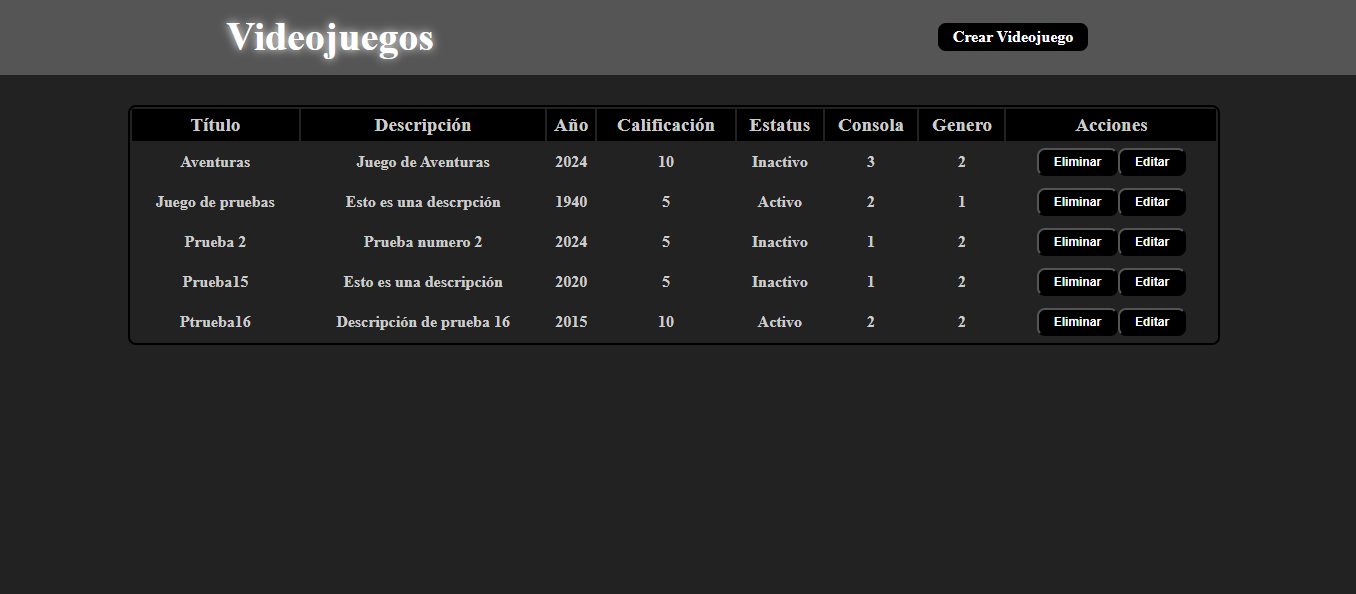 Videojuegos Crear Videojuego
Título Descripción Año Calificación Estatus Consola Genero Acciones
Aventuras Juego de Aventuras 2024 10 Inactivo 3 2 Eliminar Editar
Juego de pruebas Esto es una descrpción 1940 5 Activo 2 1 Eliminar Editar
Prueba 2 Prueba numero 2 2024 5 Inactivo 1 2 Eliminar Editar
Prueba15 Esto es una descripción 2020 5 Inactivo 1 2 Eliminar Editar
Ptrueba16 Descripción de prueba 16 2015 10 Activo 2 2 Eliminar Editar